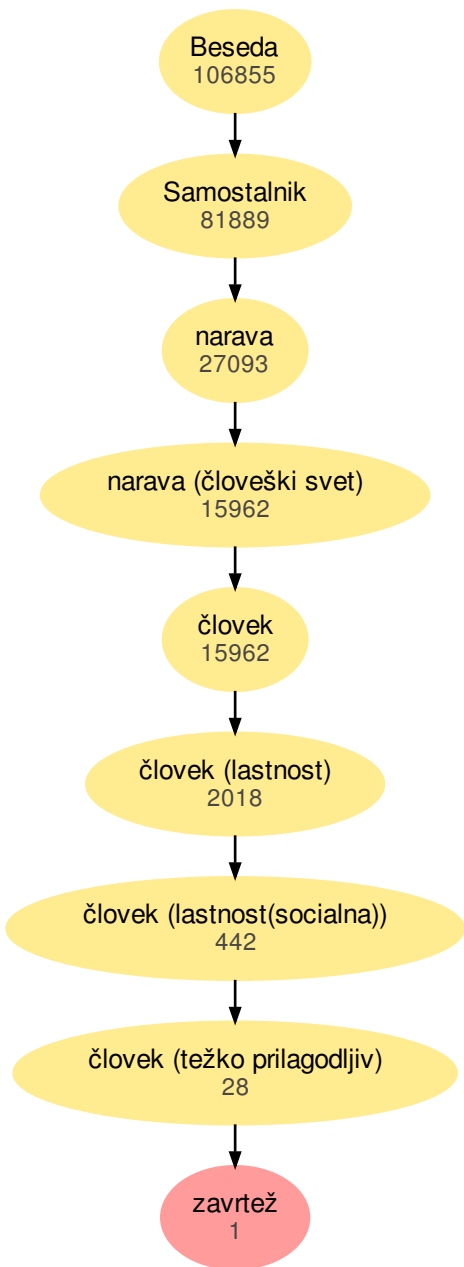 Beseda
106855
Samostalnik
81889
narava
27093
narava (človeški svet)
15962
človek
15962
človek (lastnost)
2018
človek (lastnost(socialna))
442
človek (težko prilagodljiv)
28
zavrtež
1